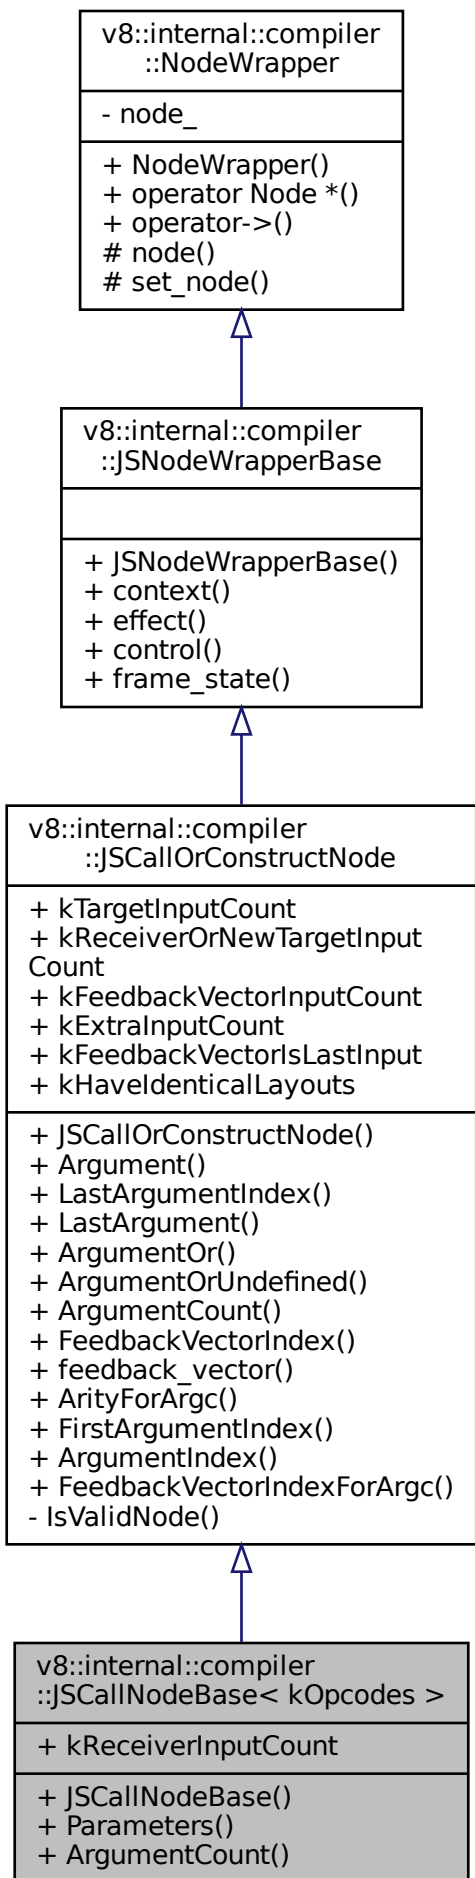 v8::internal::compiler
::NodeWrapper
- node_
+ NodeWrapper()
+ operator Node *()
+ operator->()
# node()
# set_node()
v8::internal::compiler
::JSNodeWrapperBase
+ JSNodeWrapperBase()
+ context()
+ effect()
+ control()
+ frame_state()
v8::internal::compiler
::JSCallOrConstructNode
+ kTargetInputCount
+ kReceiverOrNewTargetInput
Count
+ kFeedbackVectorInputCount
+ kExtraInputCount
+ kFeedbackVectorIsLastInput
+ kHaveIdenticalLayouts
+ JSCallOrConstructNode()
+ Argument()
+ LastArgumentIndex()
+ LastArgument()
+ ArgumentOr()
+ ArgumentOrUndefined()
+ ArgumentCount()
+ FeedbackVectorIndex()
+ feedback_vector()
+ ArityForArgc()
+ FirstArgumentIndex()
+ ArgumentIndex()
+ FeedbackVectorIndexForArgc()
- IsValidNode()
v8::internal::compiler
::JSCallNodeBase< kOpcodes >
+ kReceiverInputCount
+ JSCallNodeBase()
+ Parameters()
+ ArgumentCount()